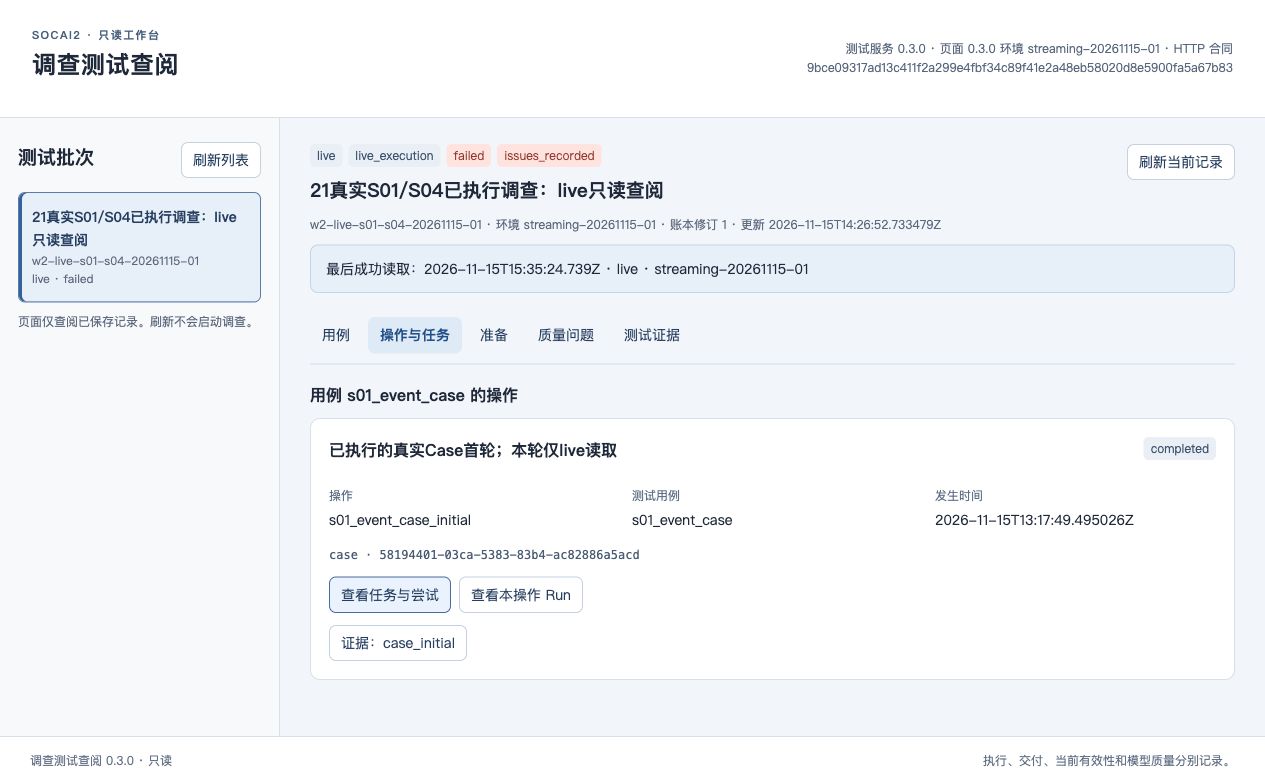 SOCAI2 · 只读工作台
调查测试查阅
测试服务 0.3.0 · 页面 0.3.0 环境 streaming-20261115-01 · HTTP 合同
9bce09317ad13c411f2a299e4fbf34c89f41e2a48eb58020d8e5900fa5a67b83
测试批次
刷新列表
21真实S01/S04已执行调查：live
只读查阅
w2-live-s01-s04-20261115-01
live · failed
页面仅查阅已保存记录。刷新不会启动调查。
live
live_execution
failed
issues_recorded
刷新当前记录
21真实S01/S04已执行调查：live只读查阅
w2-live-s01-s04-20261115-01 · 环境 streaming-20261115-01 · 账本修订 1 · 更新 2026-11-15T14:26:52.733479Z
最后成功读取：2026-11-15T15:35:24.739Z · live · streaming-20261115-01
用例
操作与任务
准备
质量问题
测试证据
用例 s01_event_case 的操作
已执行的真实Case首轮；本轮仅live读取
completed
操作
测试用例
发生时间
s01_event_case_initial
s01_event_case
2026-11-15T13:17:49.495026Z
case · 58194401-03ca-5383-83b4-ac82886a5acd
查看任务与尝试
查看本操作 Run
证据：case_initial
调查测试查阅 0.3.0 · 只读
执行、交付、当前有效性和模型质量分别记录。